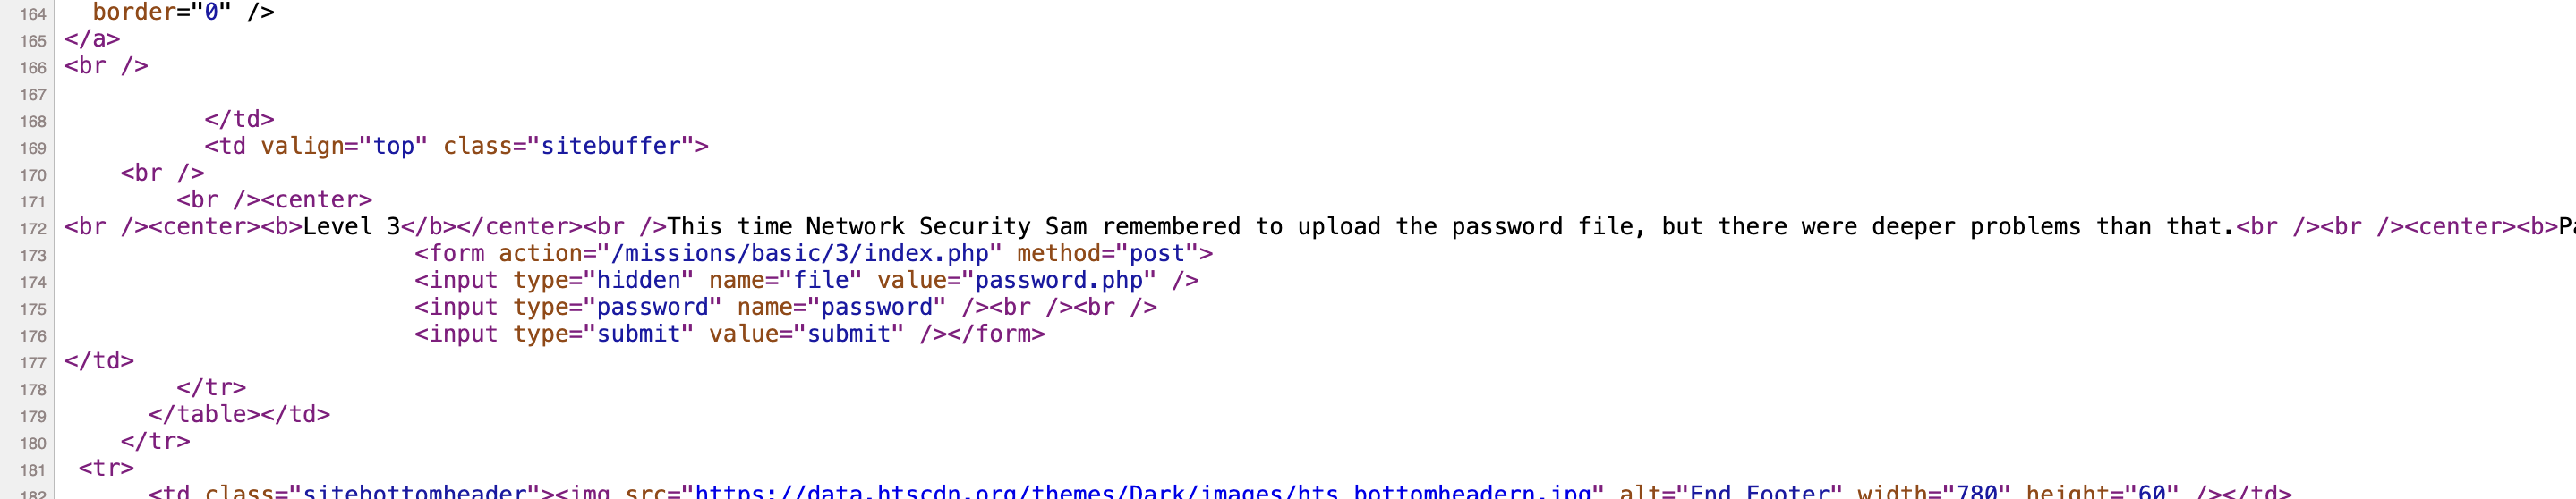 164 border="0" />
165 </a>
166 <br />
167
168 </td>
169 <td valign="top" class="sitebuffer">
170 <br />
171 <br /><center>
172 <br /><center><b>Level 3</b></center><br />This time Network Security Sam remembered to upload the password file, but there were deeper problems than that.<br /><br /><center><b>Pa
173 <form action="/missions/basic/3/index.php" method="post">
174 <input type="hidden" name="file" value="password.php" />
175 <input type="password" name="password" /><br /><br />
176 <input type="submit" value="submit" /></form>
177 </td>
178 </tr>
179 </table></td>
180 </tr>
181 <tr>
182 <td class="sitebottomheader"><img src="https://data.htscdn.org/themes/Dark/images/hts_bottomheadern.jpg" alt="End Footer" width="780" height="60" /></td>